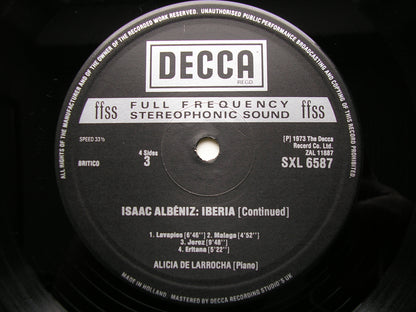 ALL RIGHTS OF THE MANUFACTURER AND OF THE OWNER OF THE RECORDED WORK RESERVED. UNAUTHORISED PUBLIC PERFORMANCE BROADCASTING AND COPYING OF THIS RECORD PROHIBITED
DECCA
REGD.
ffss FULL FREQUENCY ffss
STEREOPHONIC SOUND
SPEED 33⅓
4 Sides
3
BRITICO
[P] 1973 The Decca
Record Co. Ltd.
ZAL 11887
SXL 6587
ISAAC ALBÉNIZ: IBERIA [Continued]
1. Lavapies [6'46"] 2. Malaga [4'52"]
3. Jerez [9'48"]
4. Eritana [5'22"]
ALICIA DE LARROCHA [Piano]
MADE IN HOLLAND. MASTERED BY DECCA RECORDING STUDIO'S UK